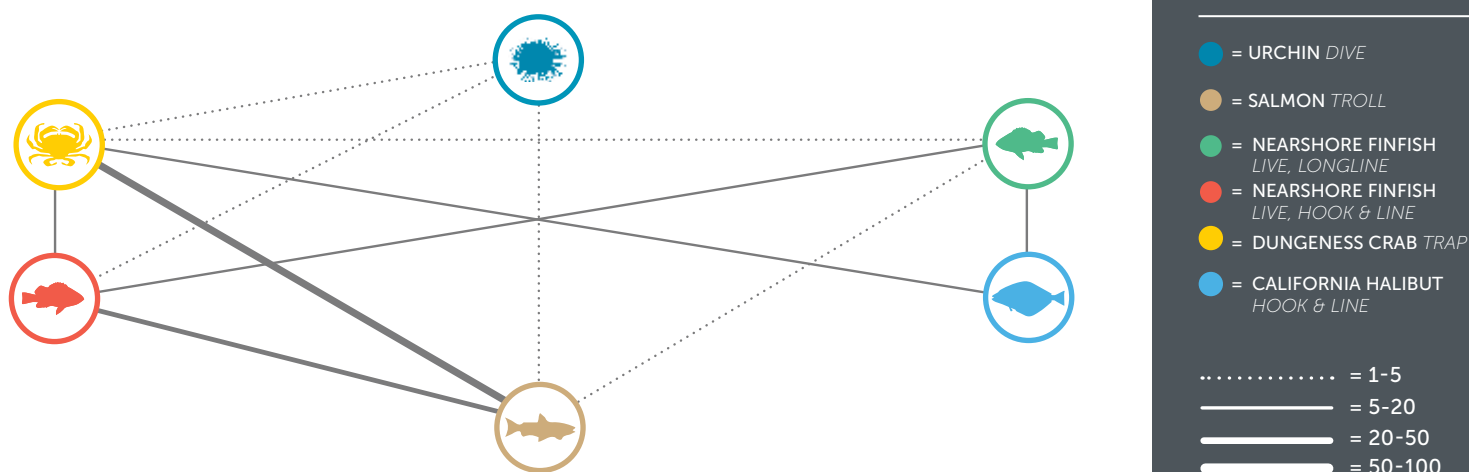 = URCHIN DIVE
= SALMON TROLL
= NEARSHORE FINFISH
LIVE, LONGLINE
= NEARSHORE FINFISH
LIVE, HOOK & LINE
= DUNGENESS CRAB TRAP
= CALIFORNIA HALIBUT
HOOK & LINE
= 1-5
= 5-20
= 20-50
= 50-100